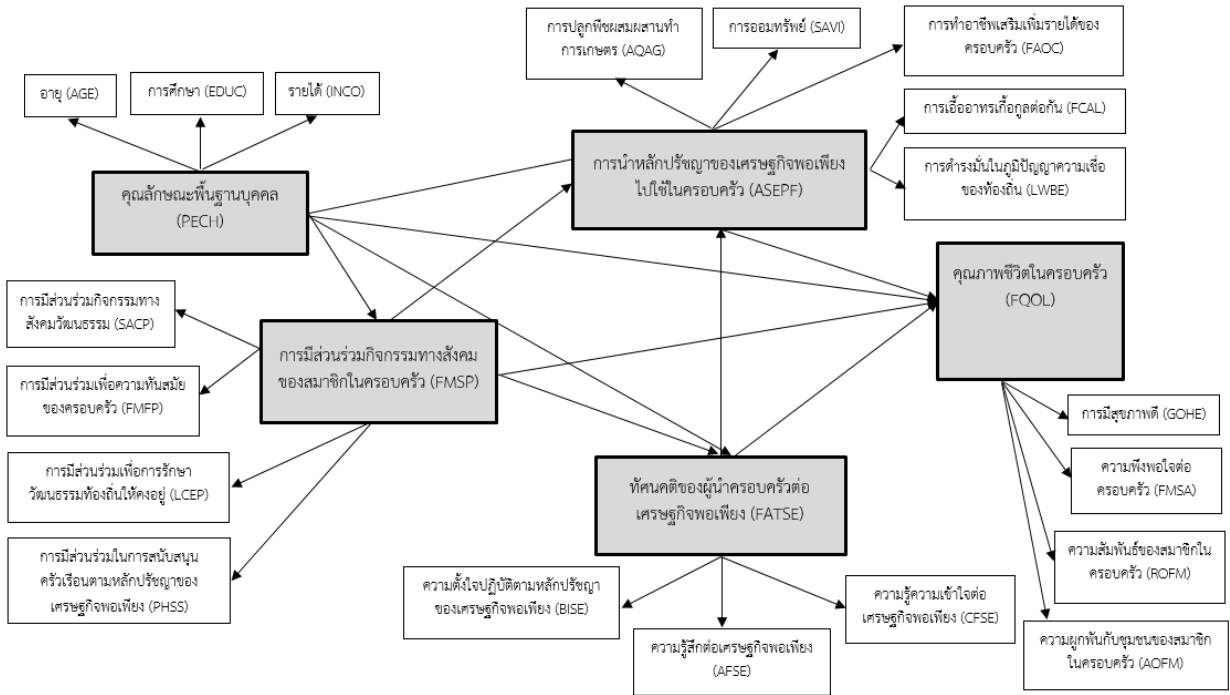 การปลูกพืชผสมผสานทำ
การเกษตร (AQAG)
การออมทรัพย์ (SAVI)
การทำอาชีพเสริมเพิ่มรายได้ของ
ครอบครัว (FAOC)
อายุ (AGE)
การศึกษา (EDUC)
รายได้ (INCO)
การเอื้ออาทรเกื้อกูลต่อกัน (FCAL)
การดำรงมั่นในภูมิปัญญาความเชื่อ
ของท้องถิ่น (LWBE)
คุณลักษณะพื้นฐานบุคคล
(PECH)
การนำหลักปรัชญาของเศรษฐกิจพอเพียง
ไปใช้ในครอบครัว (ASEPF)
คุณภาพชีวิตในครอบครัว
(FQOL)
การมีส่วนร่วมกิจกรรมทาง
สังคมวัฒนธรรม (SACP)
การมีส่วนร่วมเพื่อความทันสมัย
ของครอบครัว (FMFP)
การมีส่วนร่วมกิจกรรมทางสังคม
ของสมาชิกในครอบครัว (FMSP)
การมีส่วนร่วมเพื่อการรักษา
วัฒนธรรมท้องถิ่นให้คงอยู่ (LCEP)
การมีส่วนร่วมในการสนับสนุน
ครัวเรือนตามหลักปรัชญาของ
เศรษฐกิจพอเพียง (PHSS)
ทัศนคติของผู้นำครอบครัวต่อ
เศรษฐกิจพอเพียง (FATSE)
ความตั้งใจปฏิบัติตามหลักปรัชญา
ของเศรษฐกิจพอเพียง (BISE)
ความรู้สึกต่อเศรษฐกิจพอเพียง
(AFSE)
ความรู้ความเข้าใจต่อ
เศรษฐกิจพอเพียง (CFSE)
การมีสุขภาพดี (GOHE)
ความพึงพอใจต่อ
ครอบครัว (FMSA)
ความสัมพันธ์ของสมาชิกใน
ครอบครัว (ROFM)
ความผูกพันกับชุมชนของสมาชิก
ในครอบครัว (AOFM)